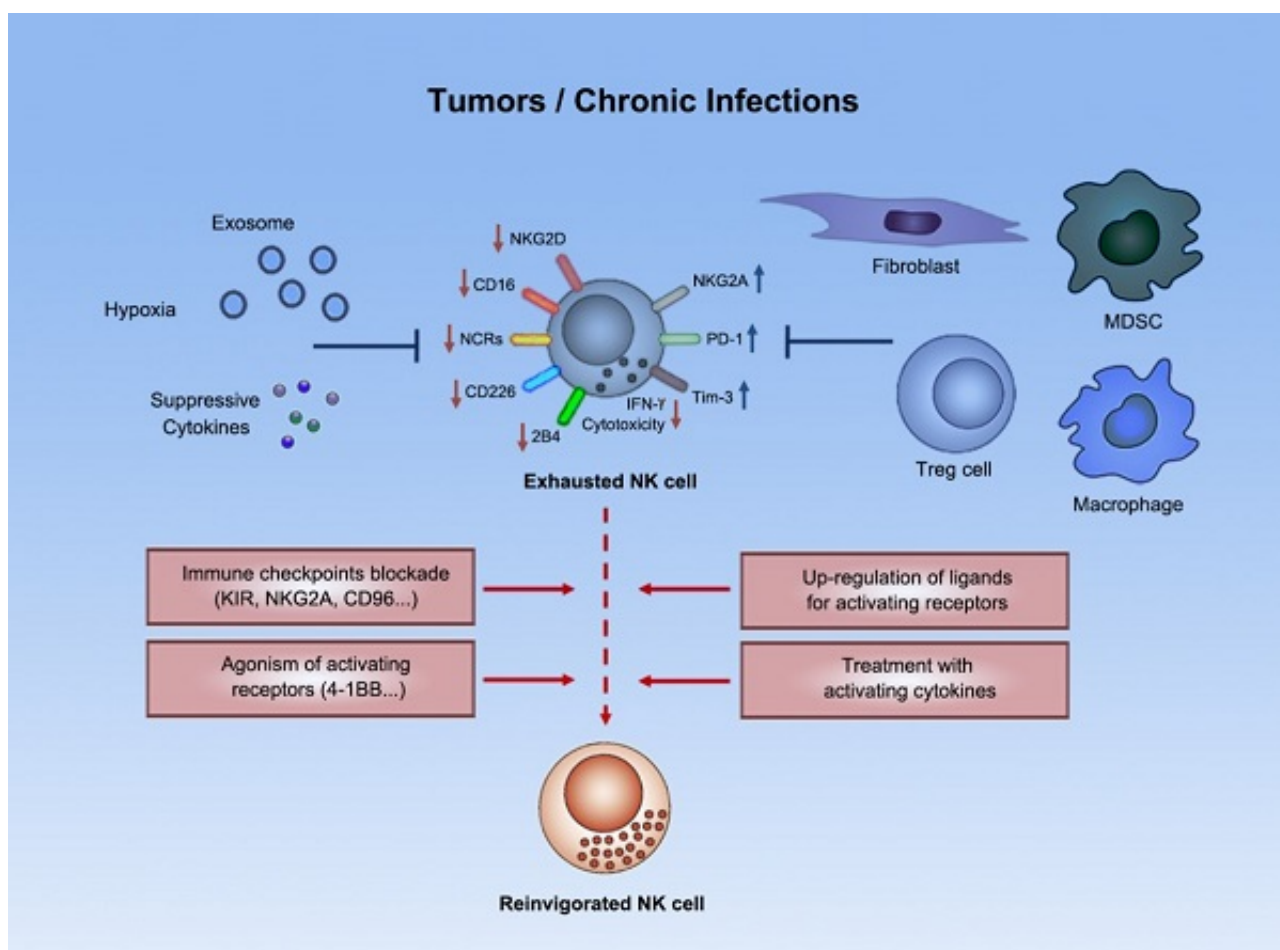 Tumors / Chronic Infections
Exosome
Hypoxia
Suppressive
Cytokines
NKG2D
CD16
NCRs
CD226
2B4
NKG2A
PD-1
Tim-3
IFN-γ
Cytotoxicity
Exhausted NK cell
Fibroblast
MDSC
Treg cell
Macrophage
Immune checkpoints blockade
(KIR, NKG2A, CD96...)
Up-regulation of ligands
for activating receptors
Agonism of activating
receptors (4-1BB...)
Treatment with
activating cytokines
Reinvigorated NK cell